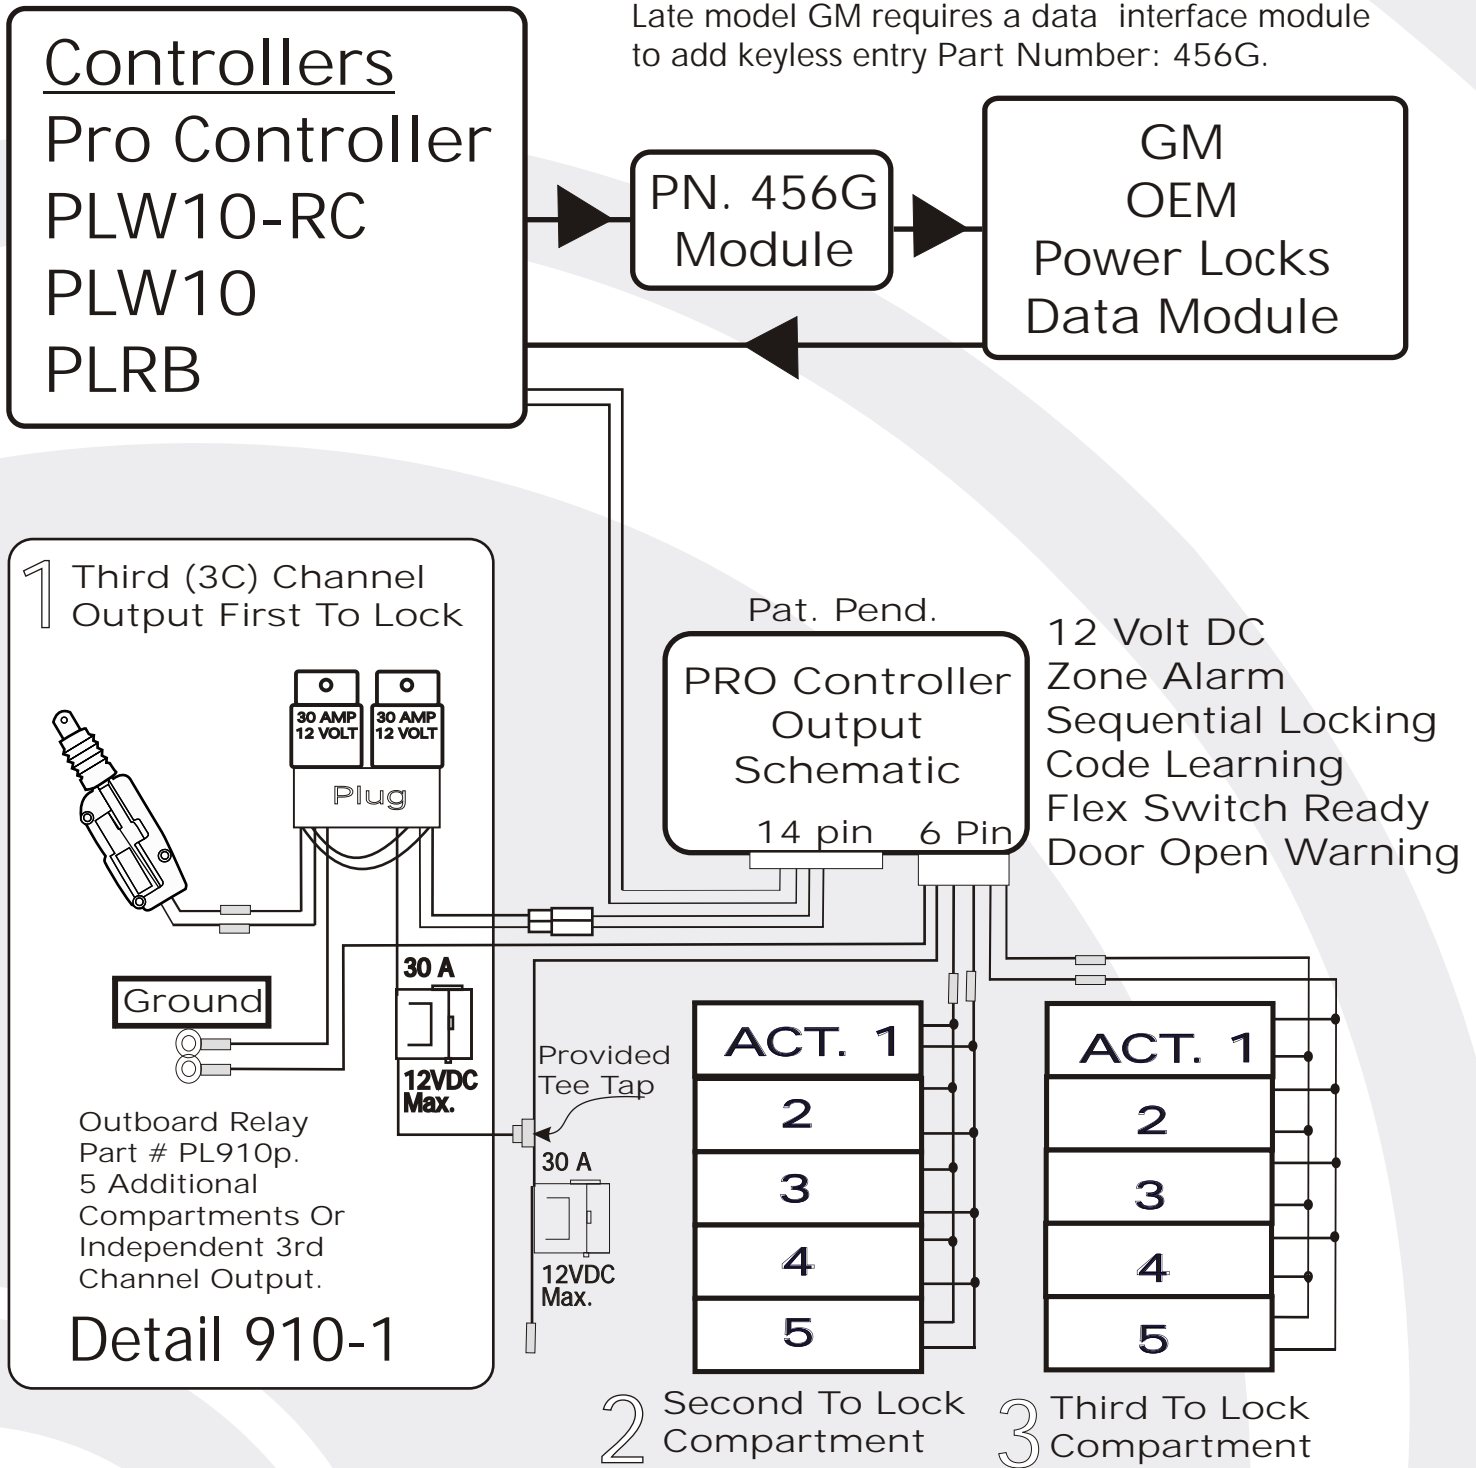 Late model GM requires a data interface module
to add keyless entry Part Number: 456G.
Controllers
Pro Controller
PLW10-RC
PLW10
PLRB
PN. 456G
Module
GM
OEM
Power Locks
Data Module
1 Third (3C) Channel
Output First To Lock
30 AMP
12 VOLT
30 AMP
12 VOLT
Plug
30 A
12VDC
Max.
Ground
Outboard Relay
Part # PL910p.
5 Additional
Compartments Or
Independent 3rd
Channel Output.
Detail 910-1
Pat. Pend.
PRO Controller
Output
Schematic
14 pin
6 Pin
12 Volt DC
Zone Alarm
Sequential Locking
Code Learning
Flex Switch Ready
Door Open Warning
Provided
Tee Tap
30 A
12VDC
Max.
ACT. 1
2
3
4
5
2 Second To Lock
Compartment
ACT. 1
2
3
4
5
3 Third To Lock
Compartment